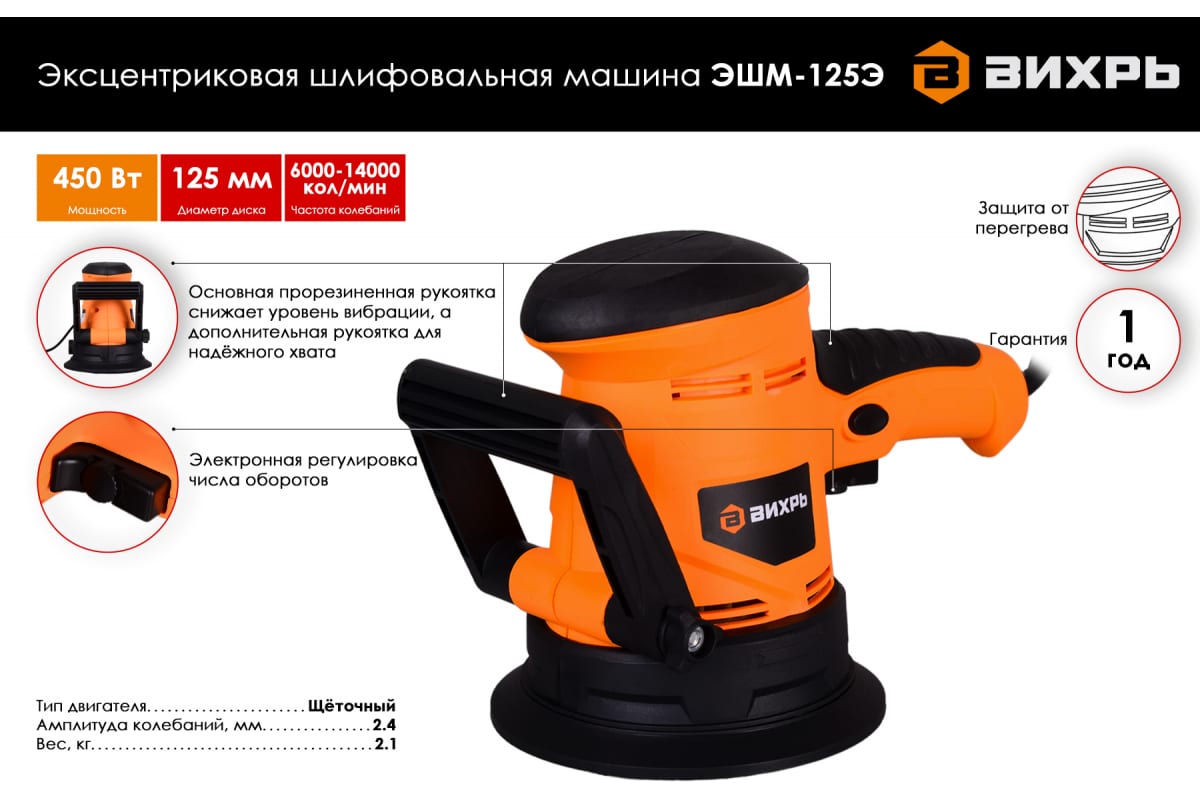 Эксцентриковая шлифовальная машина ЭШМ-125Э
ВИХРЬ
450 Вт
Мощность
125 мм
Диаметр диска
6000-14000
кол/мин
Частота колебаний
Защита от
перегрева
Основная прорезиненная рукоятка
снижает уровень вибрации, а
дополнительная рукоятка для
надёжного хвата
Гарантия
1
год
Электронная регулировка
числа оборотов
ВИХРЬ
Тип двигателя......................Щёточный
Амплитуда колебаний, мм................2.4
Вес, кг........................................2.1